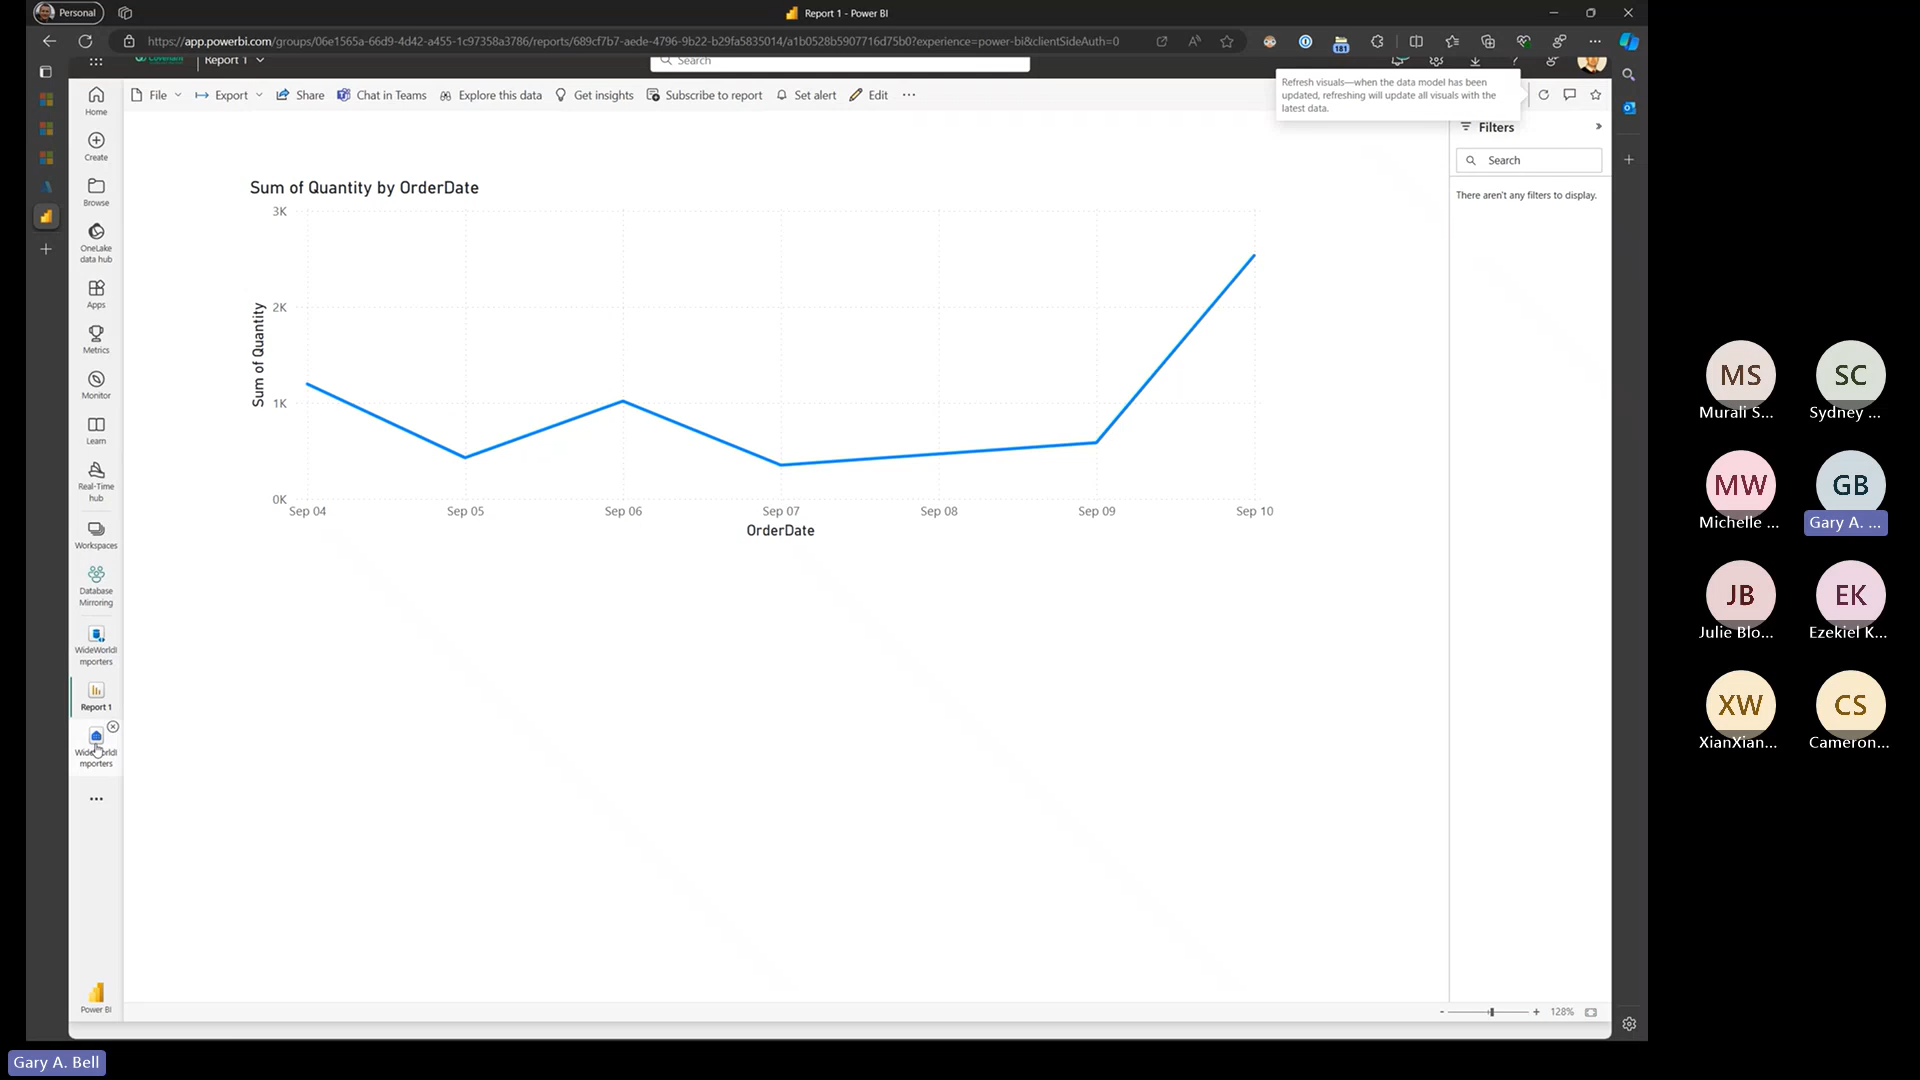 Personal
Report 1 - Power BI
https://app.powerbi.com/groups/06e1565a-66d9-4d42-a455-1c97358a3786/reports/689cf7b7-aede-4796-9b22-b29fa5835014/a1b0528b5907716d75b0?experience=power-bi&clientSideAuth=0
181
Covenant
Report 1
Search
File
Export
Share
Chat in Teams
Explore this data
Get insights
Subscribe to report
Set alert
Edit
Refresh visuals—when the data model has been
updated, refreshing will update all visuals with the
latest data.
Filters
Search
There aren't any filters to display.
Home
Create
Browse
OneLake
data hub
Apps
Metrics
Monitor
Learn
Real-Time
hub
Workspaces
Database
Mirroring
WideWorldI
mporters
Report 1
WideWorldI
mporters
Power BI
Sum of Quantity by OrderDate
Sum of Quantity
3K
2K
1K
0K
Sep 04
Sep 05
Sep 06
Sep 07
Sep 08
Sep 09
Sep 10
OrderDate
128%
MS
Murali S...
SC
Sydney ...
MW
Michelle ...
GB
Gary A. ...
JB
Julie Blo...
EK
Ezekiel K...
XW
XianXian...
CS
Cameron...
Gary A. Bell